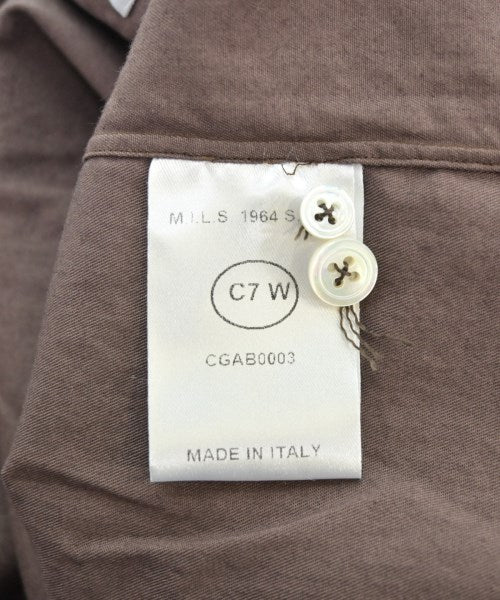 M.I.L.S 1964 S.
C7 W
CGAB0003
MADE IN ITALY